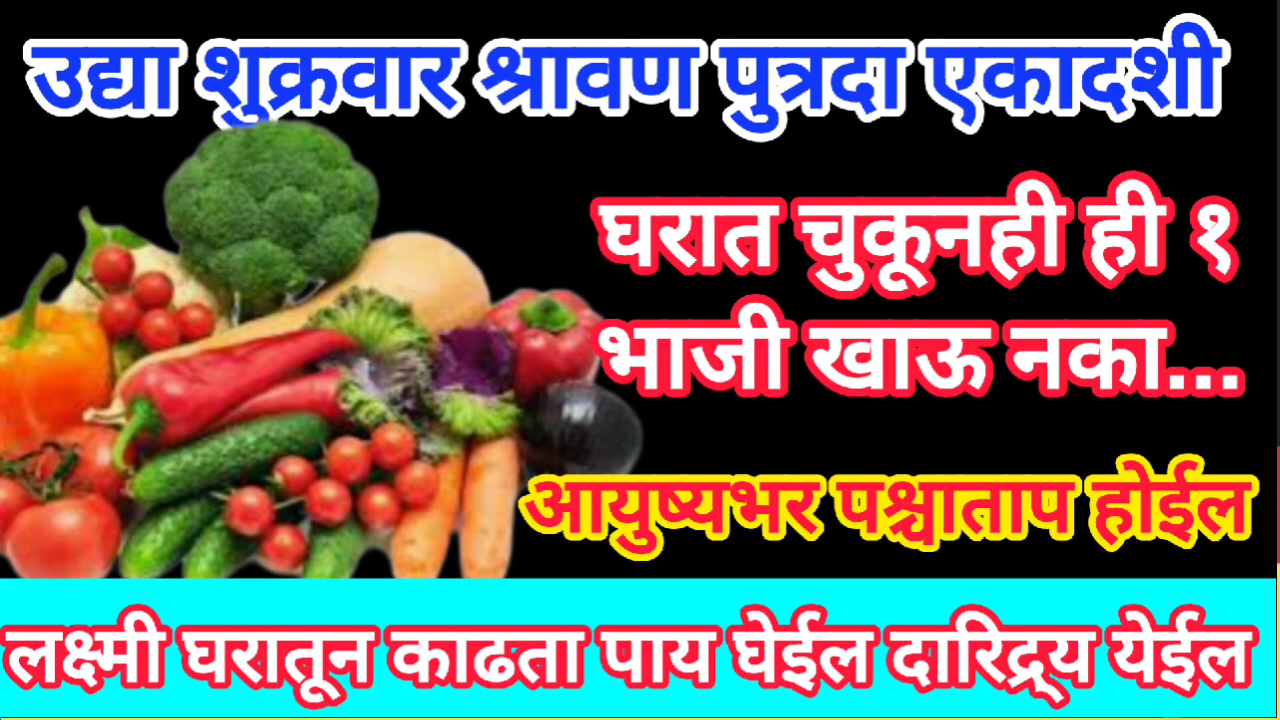 उद्या शुक्रवार श्रावण पुत्रदा एकादशी
घरात चुकूनही ही १
भाजी खाऊ नका...
आयुष्यभर पश्चाताप होईल
लक्ष्मी घरातून काढता पाय घेईल दारिद्र्य येईल